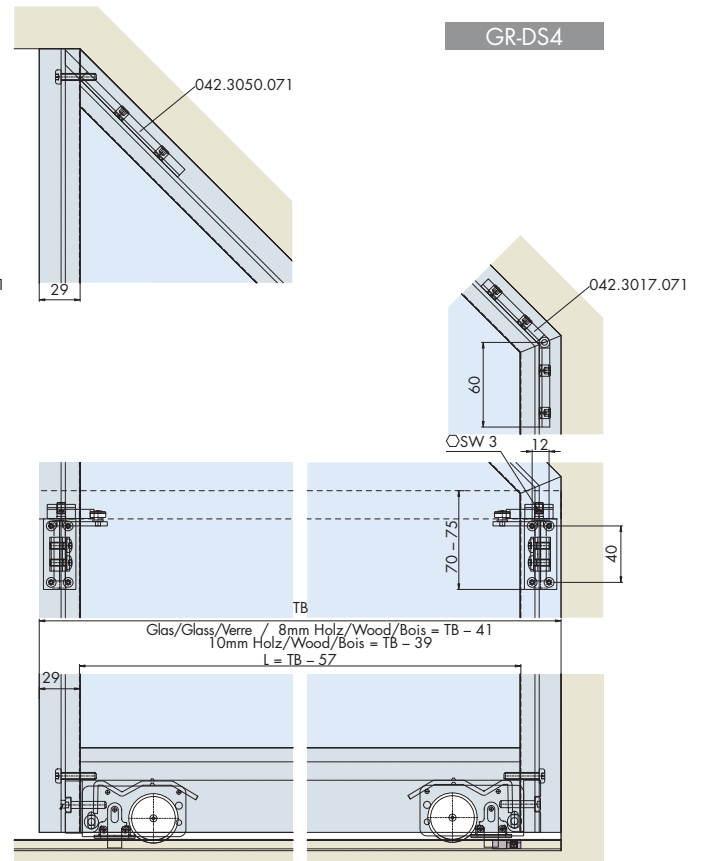 GR-DS4
042.3050.071
1
29
042.3017.071
60
SW 3
12
70 – 75
40
TB
Glas/Glass/Verre / 8mm Holz/Wood/Bois = TB – 41
10mm Holz/Wood/Bois = TB – 39
L = TB – 57
29